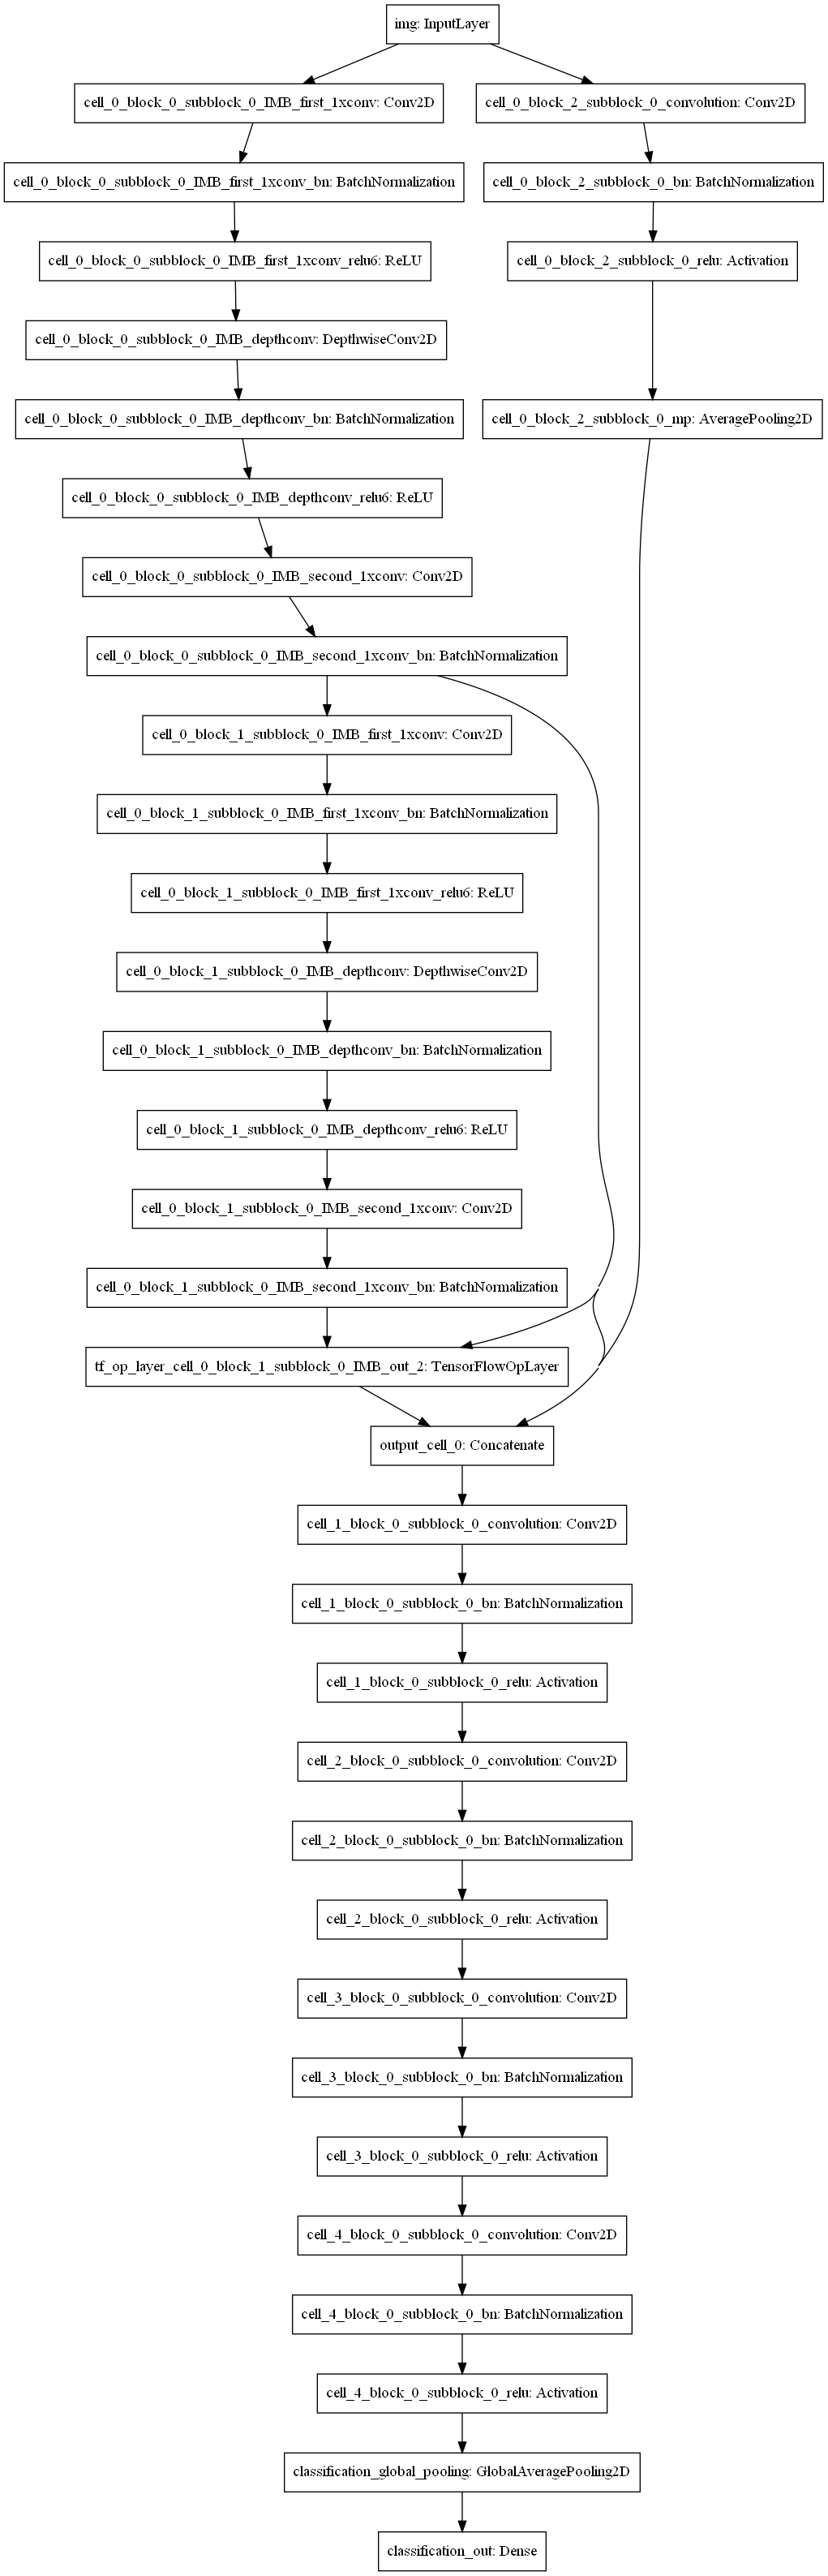 img: InputLayer
cell_0_block_0_subblock_0_IMB_first_1xconv: Conv2D
cell_0_block_2_subblock_0_convolution: Conv2D
cell_0_block_0_subblock_0_IMB_first_1xconv_bn: BatchNormalization
cell_0_block_2_subblock_0_bn: BatchNormalization
cell_0_block_0_subblock_0_IMB_first_1xconv_relu6: ReLU
cell_0_block_2_subblock_0_relu: Activation
cell_0_block_0_subblock_0_IMB_depthconv: DepthwiseConv2D
cell_0_block_0_subblock_0_IMB_depthconv_bn: BatchNormalization
cell_0_block_2_subblock_0_mp: AveragePooling2D
cell_0_block_0_subblock_0_IMB_depthconv_relu6: ReLU
cell_0_block_0_subblock_0_IMB_second_1xconv: Conv2D
cell_0_block_0_subblock_0_IMB_second_1xconv_bn: BatchNormalization
cell_0_block_1_subblock_0_IMB_first_1xconv: Conv2D
cell_0_block_1_subblock_0_IMB_first_1xconv_bn: BatchNormalization
cell_0_block_1_subblock_0_IMB_first_1xconv_relu6: ReLU
cell_0_block_1_subblock_0_IMB_depthconv: DepthwiseConv2D
cell_0_block_1_subblock_0_IMB_depthconv_bn: BatchNormalization
cell_0_block_1_subblock_0_IMB_depthconv_relu6: ReLU
cell_0_block_1_subblock_0_IMB_second_1xconv: Conv2D
cell_0_block_1_subblock_0_IMB_second_1xconv_bn: BatchNormalization
tf_op_layer_cell_0_block_1_subblock_0_IMB_out_2: TensorFlowOpLayer
output_cell_0: Concatenate
cell_1_block_0_subblock_0_convolution: Conv2D
cell_1_block_0_subblock_0_bn: BatchNormalization
cell_1_block_0_subblock_0_relu: Activation
cell_2_block_0_subblock_0_convolution: Conv2D
cell_2_block_0_subblock_0_bn: BatchNormalization
cell_2_block_0_subblock_0_relu: Activation
cell_3_block_0_subblock_0_convolution: Conv2D
cell_3_block_0_subblock_0_bn: BatchNormalization
cell_3_block_0_subblock_0_relu: Activation
cell_4_block_0_subblock_0_convolution: Conv2D
cell_4_block_0_subblock_0_bn: BatchNormalization
cell_4_block_0_subblock_0_relu: Activation
classification_global_pooling: GlobalAveragePooling2D
classification_out: Dense